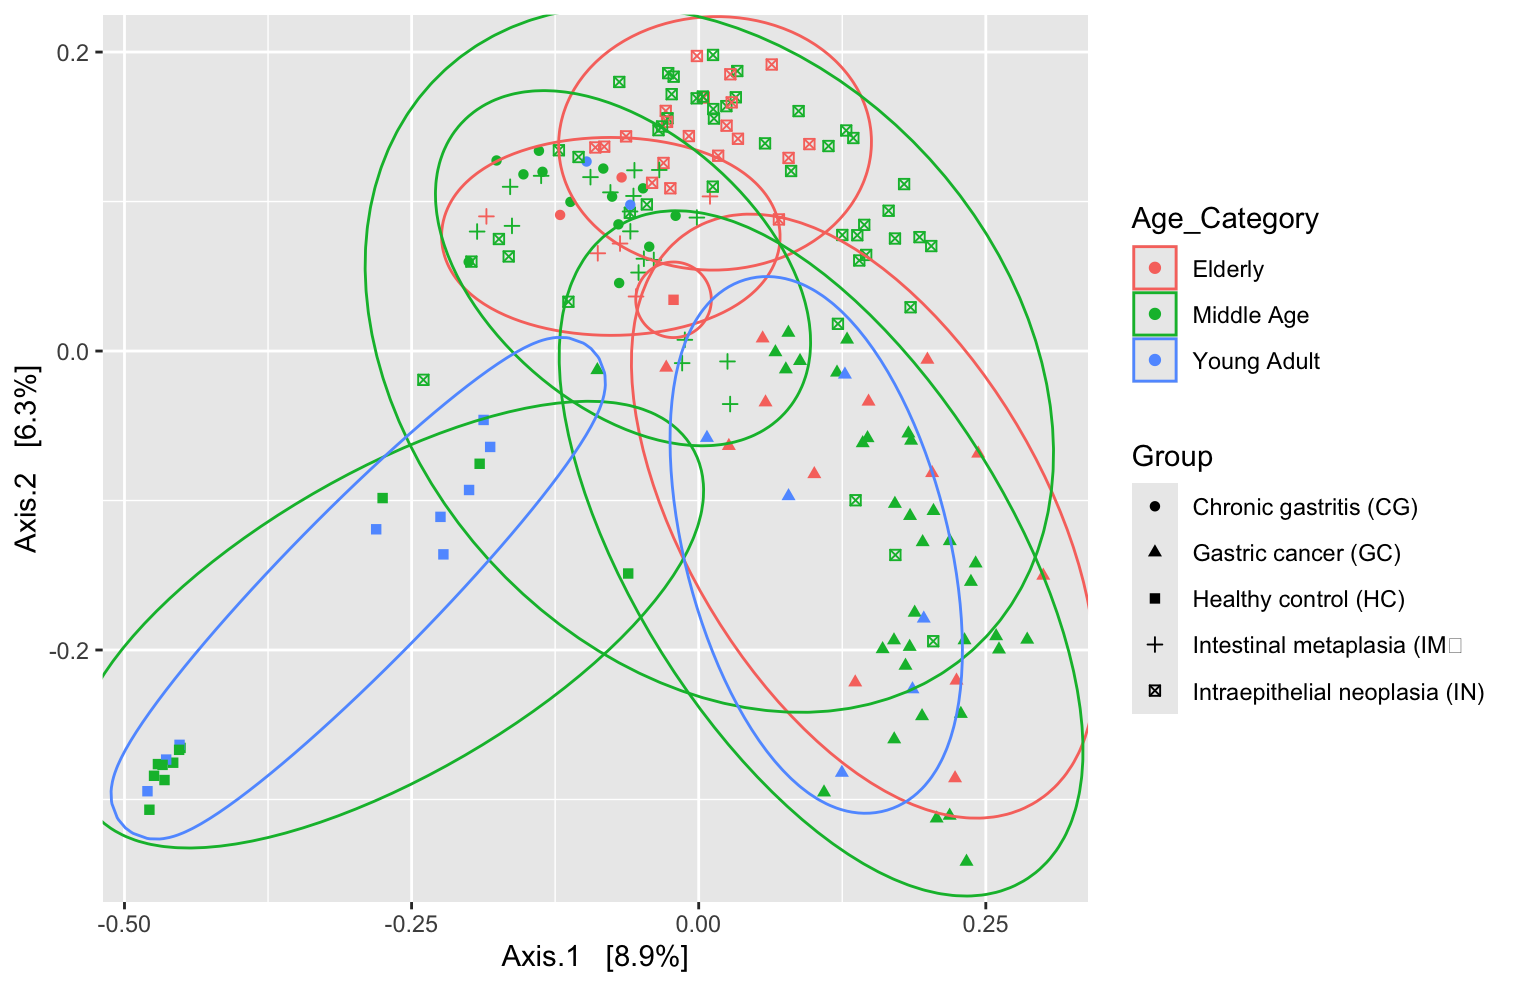 0.2
0.0
-0.2
Axis.2 [6.3%]
-0.50
-0.25
0.00
0.25
Axis.1 [8.9%]
Age_Category
Elderly
Middle Age
Young Adult
Group
Chronic gastritis (CG)
Gastric cancer (GC)
Healthy control (HC)
Intestinal metaplasia (IM□
Intraepithelial neoplasia (IN)